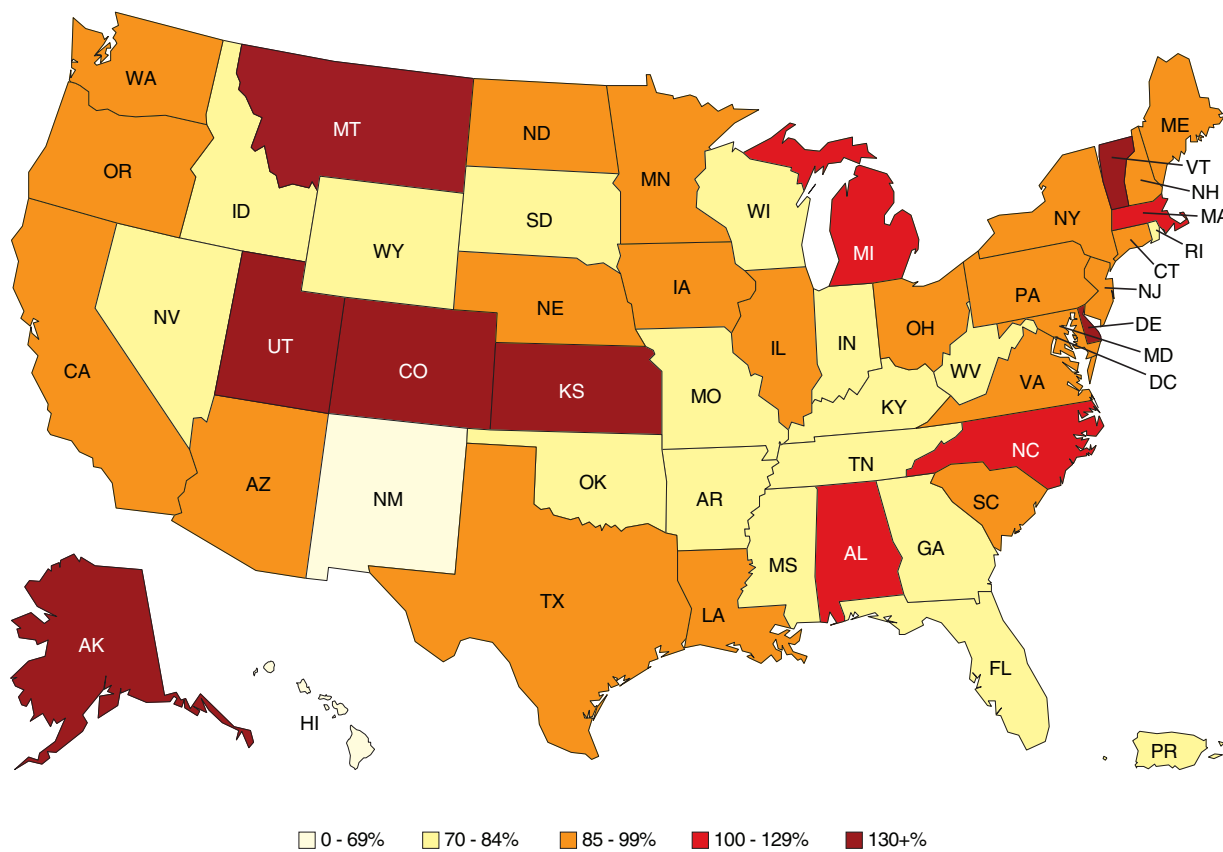 WA
MT
ND
ME
OR
MN
VT
NH
ID
SD
WI
NY
MA
WY
MI
RI
CT
IA
PA
NJ
NE
NV
OH
DE
UT
IL
IN
MD
CO
CA
WV
VA
DC
KS
MO
KY
NC
TN
AZ
OK
NM
AR
SC
GA
AL
MS
TX
LA
AK
FL
HI
PR
0 - 69%
70 - 84%
85 - 99%
100 - 129%
130+%